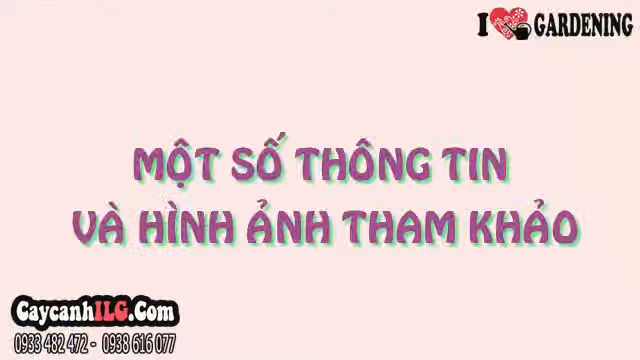 I GARDENING
MỘT SỐ THÔNG TIN
VÀ HÌNH ẢNH THAM KHẢO
CaycanhILG.Com
0933 482 472 - 0938 616 077